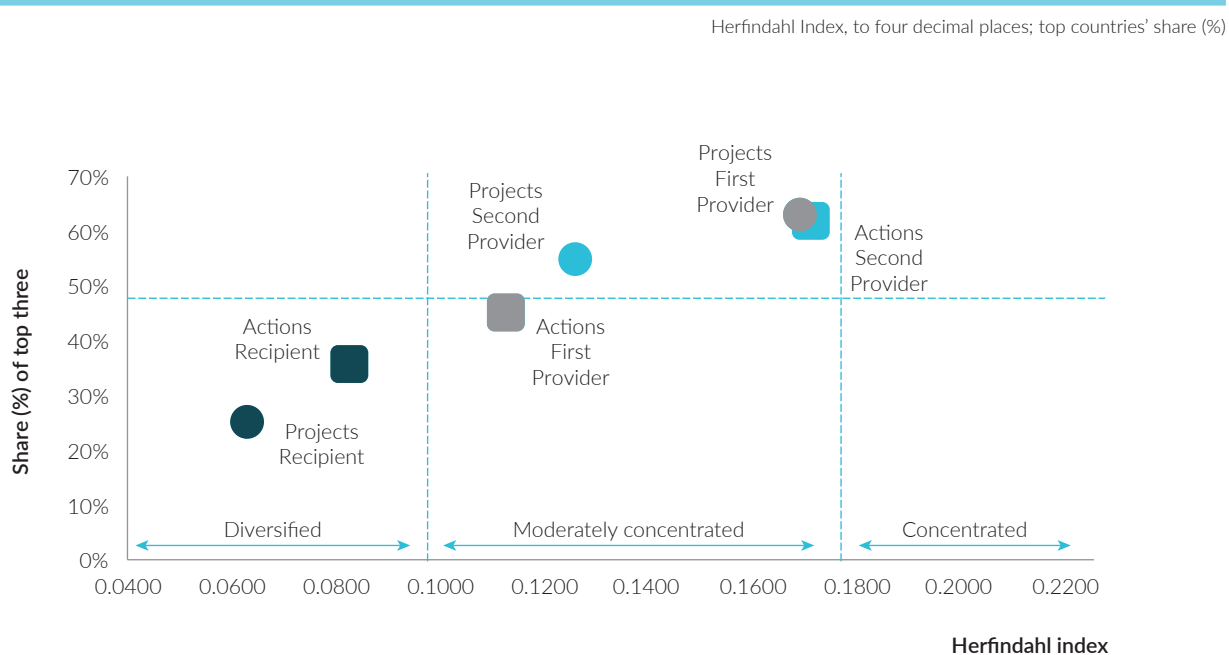 Herfindahl Index, to four decimal places; top countries’ share (%)
Projects
First
Provider
Projects
Second
Provider
Actions
Second
Provider
Actions
First
Provider
Actions
Recipient
Projects
Recipient
Share (%) of top three
70%
60%
50%
40%
30%
20%
10%
0%
Diversified
Moderately concentrated
Concentrated
0.0400 0.0600 0.0800 0.1000 0.1200 0.1400 0.1600 0.1800 0.2000 0.2200
Herfindahl index